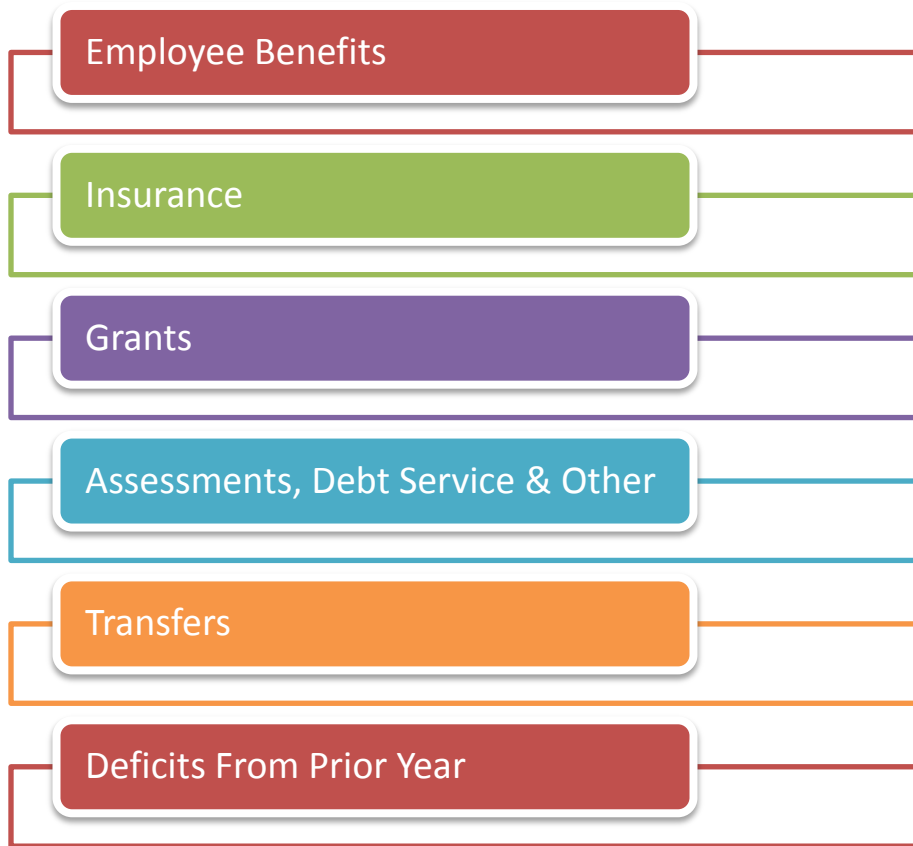 Employee Benefits
Insurance
Grants
Assessments, Debt Service & Other
Transfers
Deficits From Prior Year